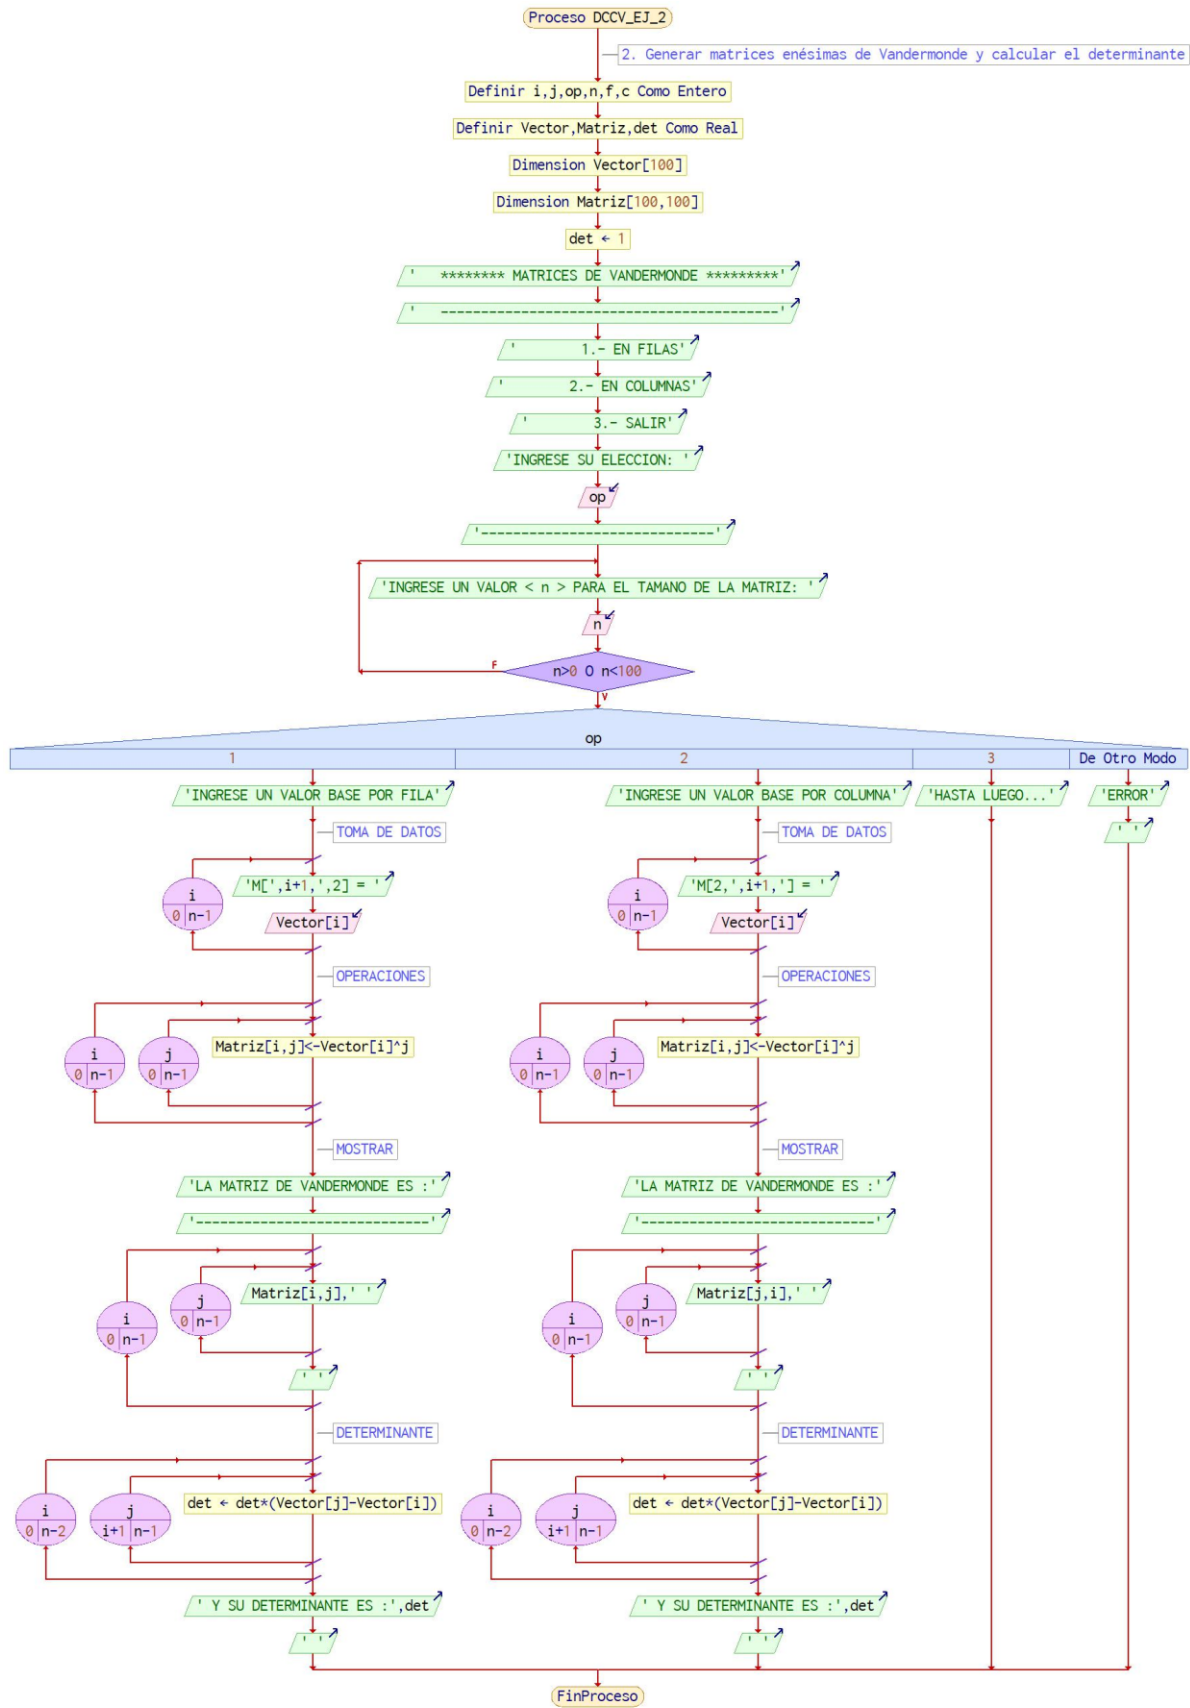 Proceso DCCV_EJ_2
2. Generar matrices enésimas de Vandermonde y calcular el determinante
Definir i,j,op,n,f,c Como Entero
Definir Vector,Matriz,det Como Real
Dimension Vector[100]
Dimension Matriz[100,100]
det ← 1
'   ******** MATRICES DE VANDERMONDE *********'
'   -----------------------------------------'
'        1.- EN FILAS'
'        2.- EN COLUMNAS'
'        3.- SALIR'
'INGRESE SU ELECCION: '
op
'-----------------------------'
'INGRESE UN VALOR < n > PARA EL TAMANO DE LA MATRIZ: '
n
n>0 O n<100
F
V
op
1
2
3
De Otro Modo
'INGRESE UN VALOR BASE POR FILA'
TOMA DE DATOS
i
0 n-1
'M[',i+1,',2] = '
Vector[i]
OPERACIONES
i
0 n-1
j
0 n-1
Matriz[i,j]<-Vector[i]^j
MOSTRAR
'LA MATRIZ DE VANDERMONDE ES :'
'-----------------------------'
i
0 n-1
j
0 n-1
Matriz[i,j],' '
' '
DETERMINANTE
i
0 n-2
j
i+1 n-1
det ← det*(Vector[j]-Vector[i])
' Y SU DETERMINANTE ES :',det
' '
'INGRESE UN VALOR BASE POR COLUMNA'
TOMA DE DATOS
i
0 n-1
'M[2,',i+1,'] = '
Vector[i]
OPERACIONES
i
0 n-1
j
0 n-1
Matriz[i,j]<-Vector[i]^j
MOSTRAR
'LA MATRIZ DE VANDERMONDE ES :'
'-----------------------------'
i
0 n-1
j
0 n-1
Matriz[j,i],' '
' '
DETERMINANTE
i
0 n-2
j
i+1 n-1
det ← det*(Vector[j]-Vector[i])
' Y SU DETERMINANTE ES :',det
' '
'HASTA LUEGO...'
'ERROR'
' '
FinProceso